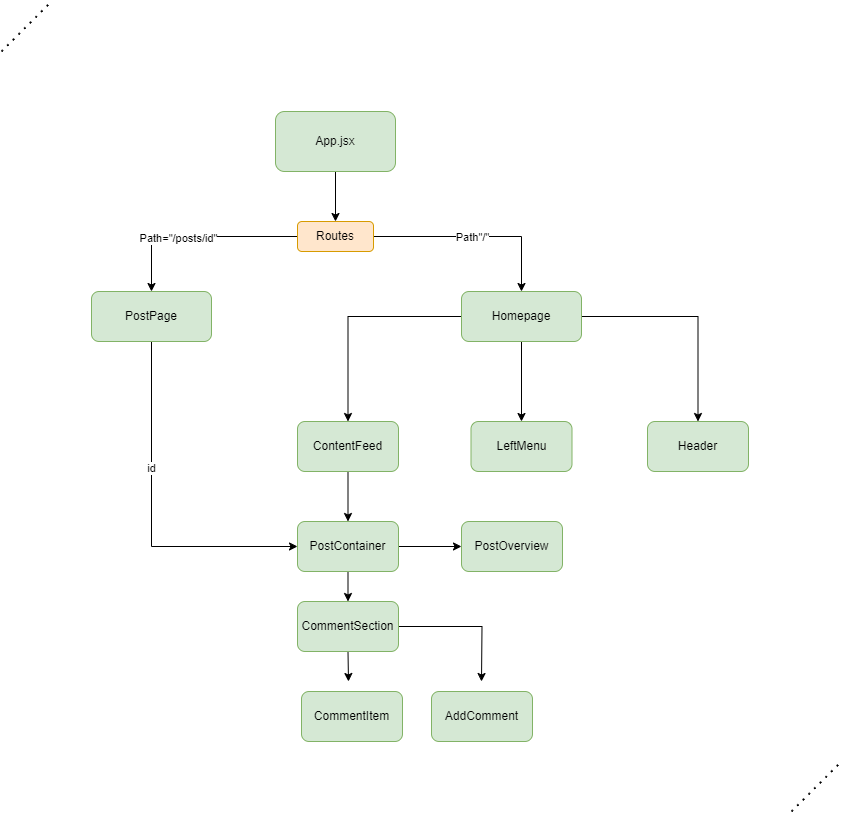 App.jsx
Routes
Path="/posts/id"
Path"/"
PostPage
Homepage
ContentFeed
LeftMenu
Header
id
PostContainer
PostOverview
CommentSection
CommentItem
AddComment